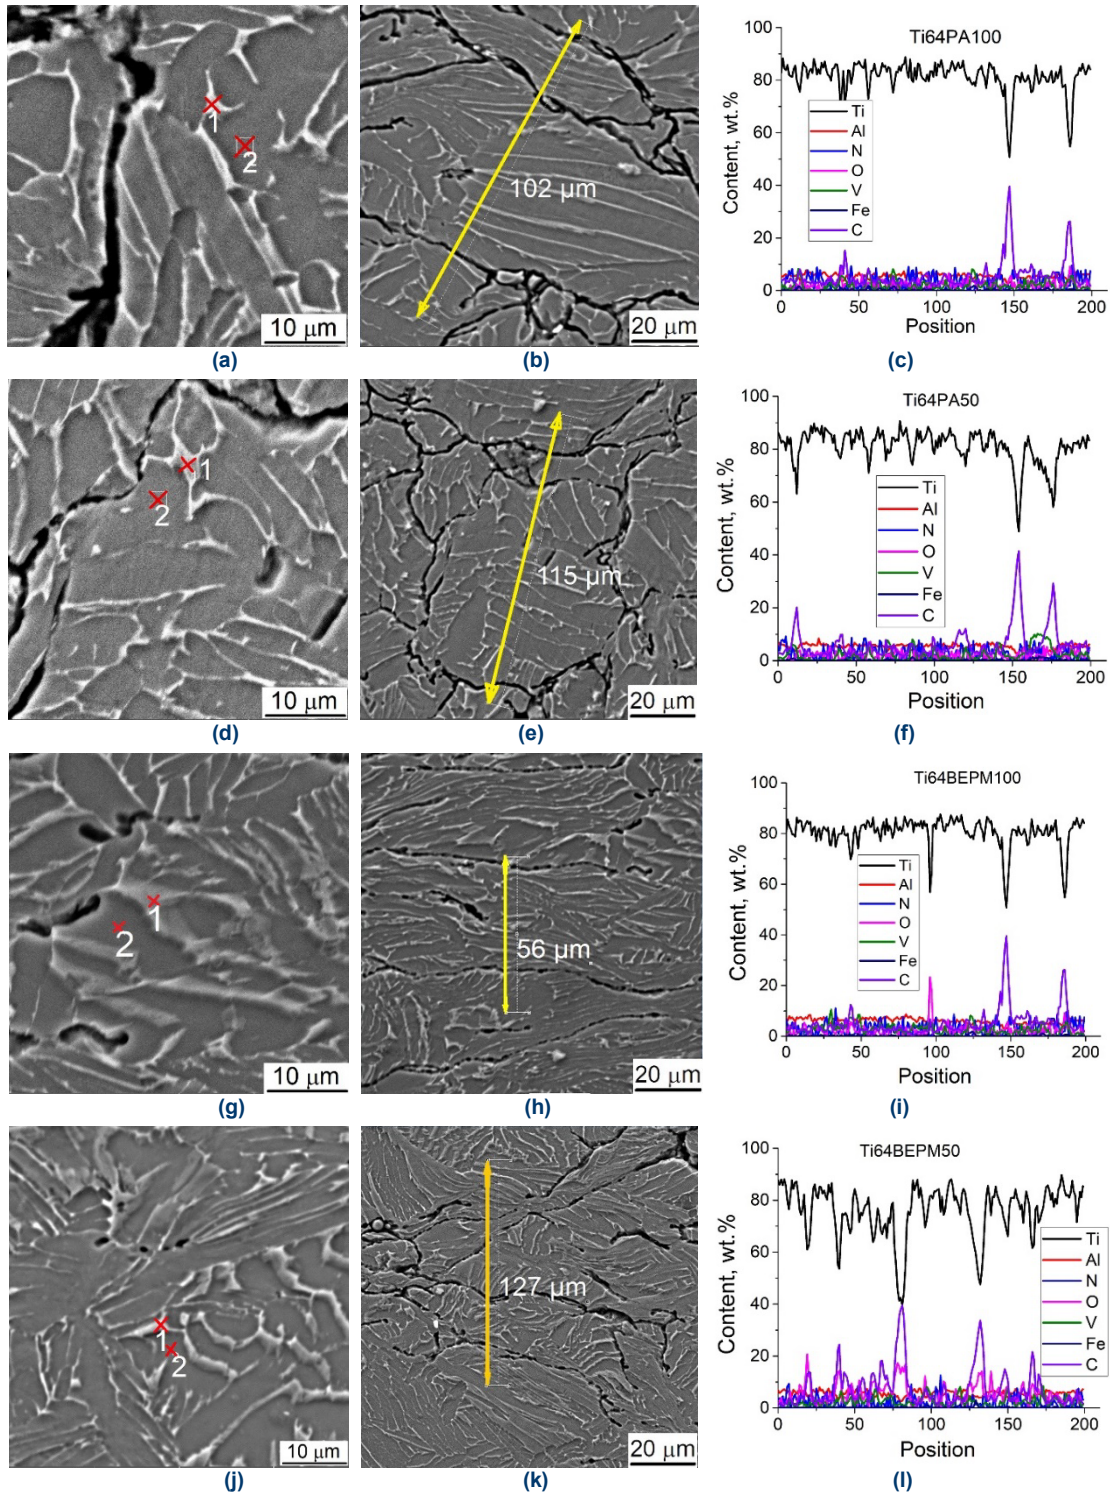 1
2
10 μm
(a)
102 μm
20 μm
(b)
Ti64PA100
Content, wt.%
100
80
60
40
20
0
Ti
Al
N
O
V
Fe
C
0 50 100 150 200
Position
(c)
1
2
10 μm
(d)
115 μm
20 μm
(e)
Ti64PA50
Content, wt.%
100
80
60
40
20
0
Ti
Al
N
O
V
Fe
C
0 50 100 150 200
Position
(f)
1
2
10 μm
(g)
56 μm
20 μm
(h)
Ti64BEPM100
Content, wt.%
100
80
60
40
20
0
Ti
Al
N
O
V
Fe
C
0 50 100 150 200
Position
(i)
1
2
10 μm
(j)
127 μm
20 μm
(k)
Ti64BEPM50
Content, wt.%
100
80
60
40
20
0
Ti
Al
N
O
V
Fe
C
0 50 100 150 200
Position
(l)